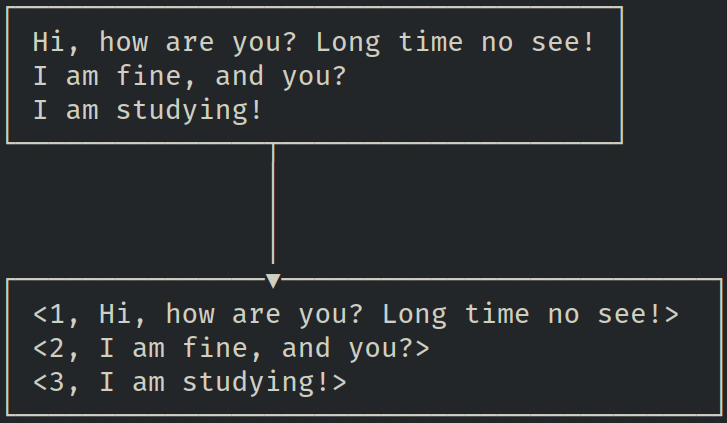 Hi, how are you? Long time no see!
I am fine, and you?
I am studying!
<1, Hi, how are you? Long time no see!>
<2, I am fine, and you?>
<3, I am studying!>